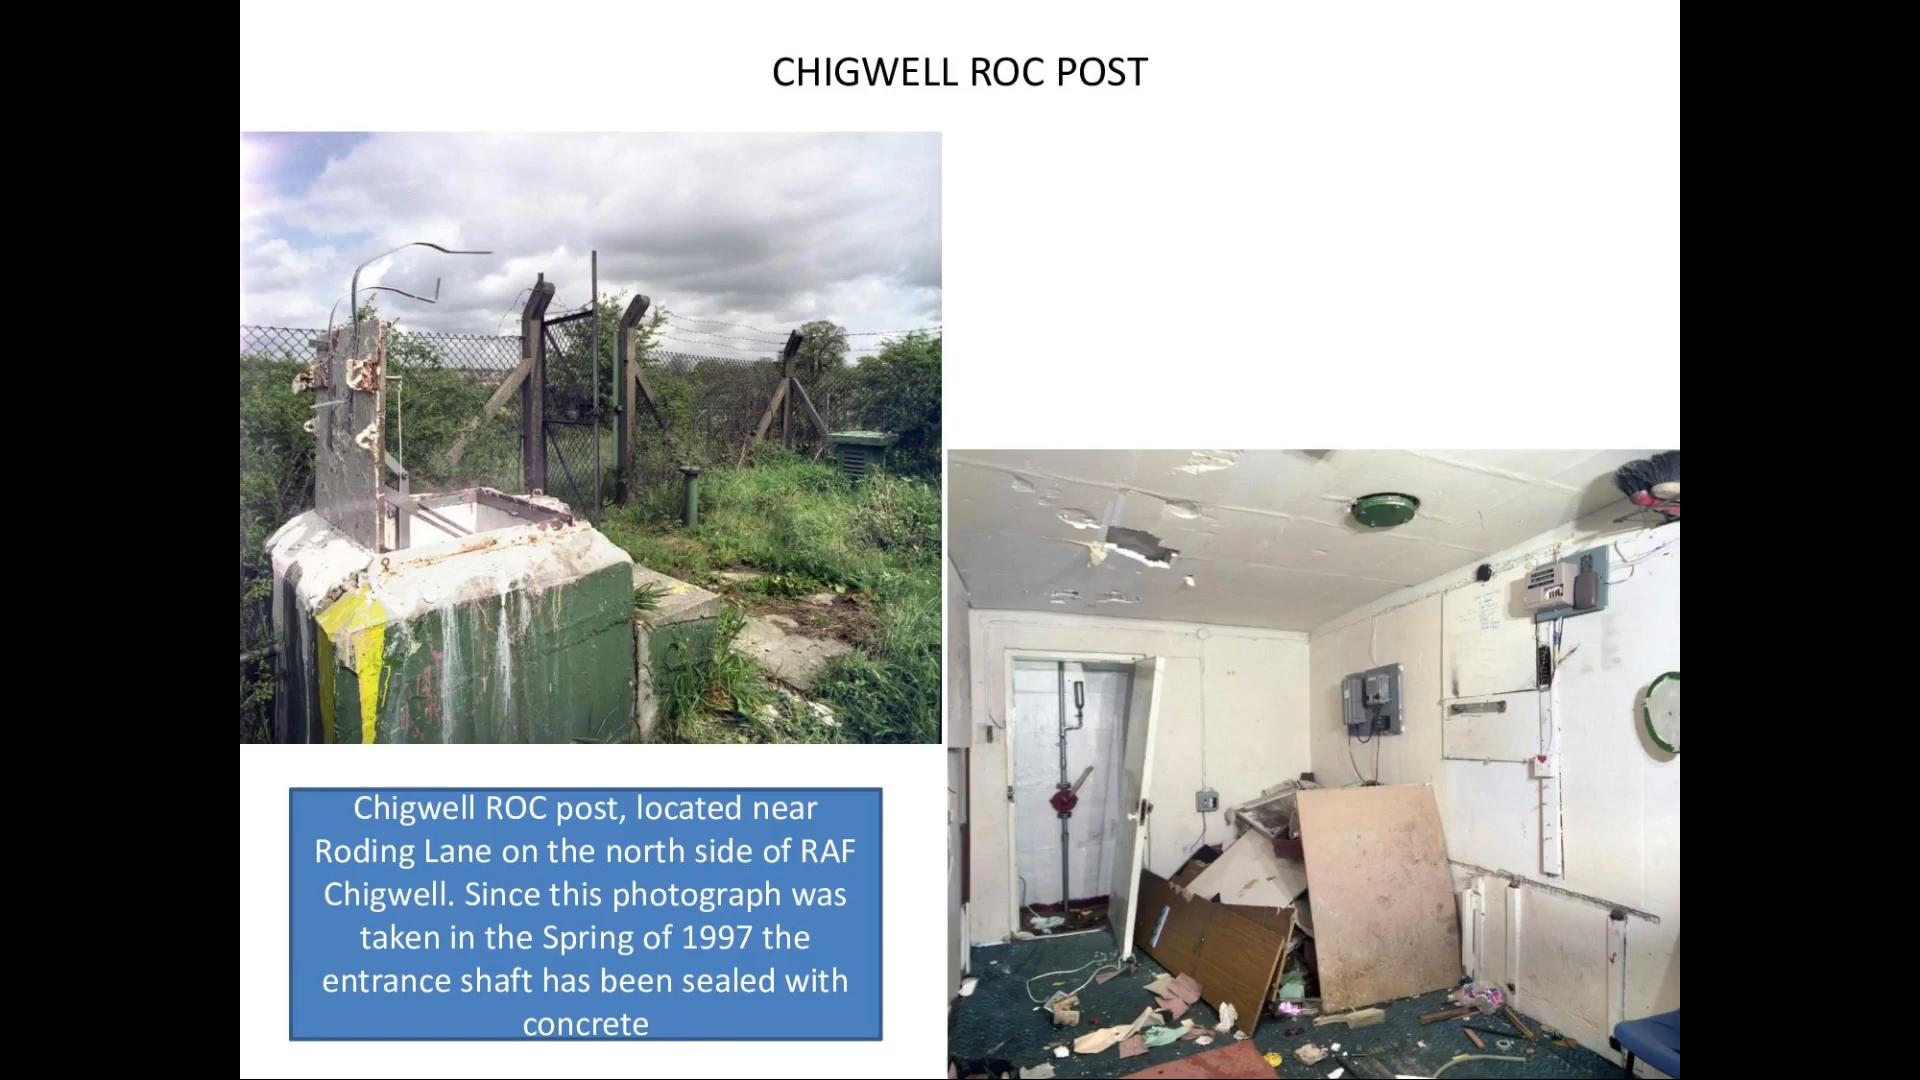 CHIGWELL ROC POST
Chigwell ROC post, located near
Roding Lane on the north side of RAF
Chigwell. Since this photograph was
taken in the Spring of 1997 the
entrance shaft has been sealed with
concrete